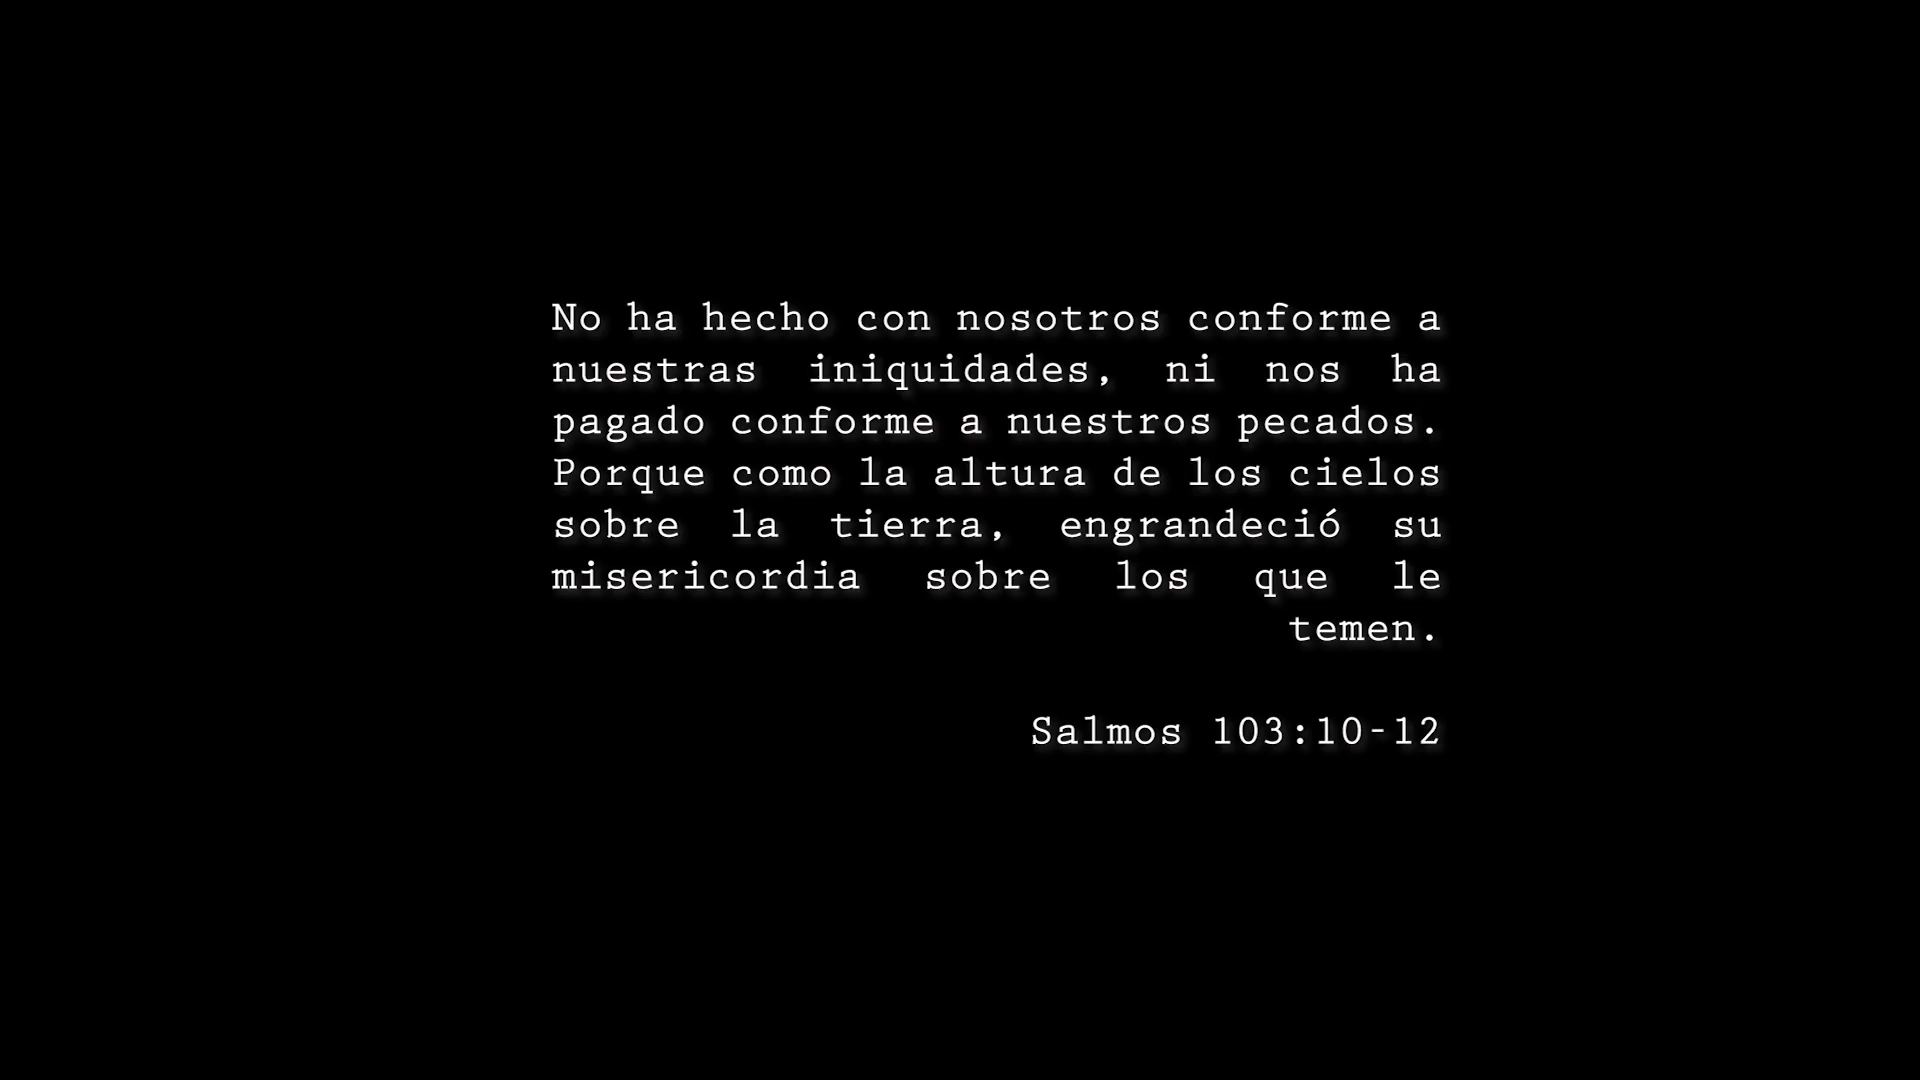 No ha hecho con nosotros conforme a
nuestras iniquidades, ni nos ha
pagado conforme a nuestros pecados.
Porque como la altura de los cielos
sobre la tierra, engrandeció su
misericordia sobre los que le
temen.
Salmos 103:10-12